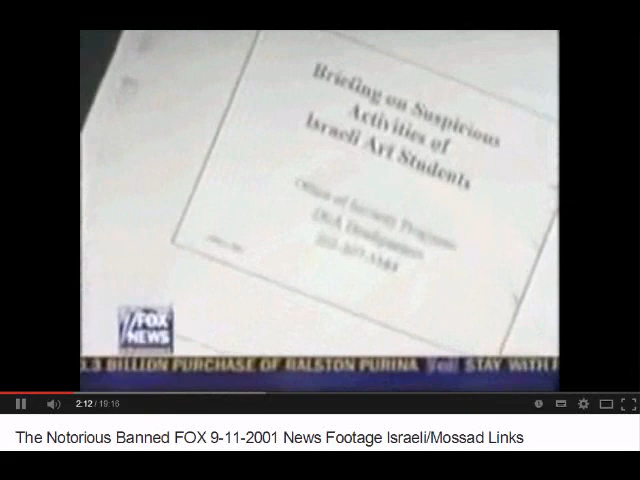 Briefing on Suspicious
Activities of
Israeli Art Students
Office of Security Programs
DEA Headquarters
FOX
NEWS
.3 BILLION PURCHASE OF RALSTON PURINA
STAY WITH
2:12 / 19:16
The Notorious Banned FOX 9-11-2001 News Footage Israeli/Mossad Links